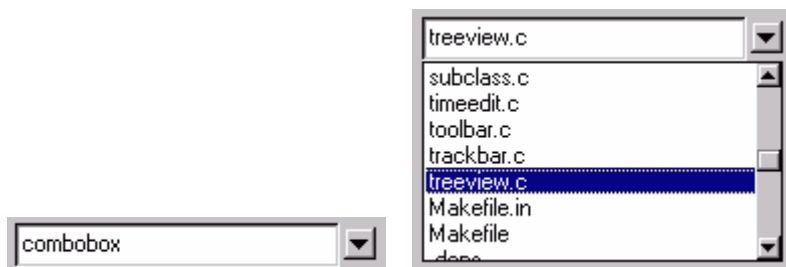 treeview.c
subclass.c
timeedit.c
toolbar.c
trackbar.c
treeview.c
Makefile.in
Makefile
combobox